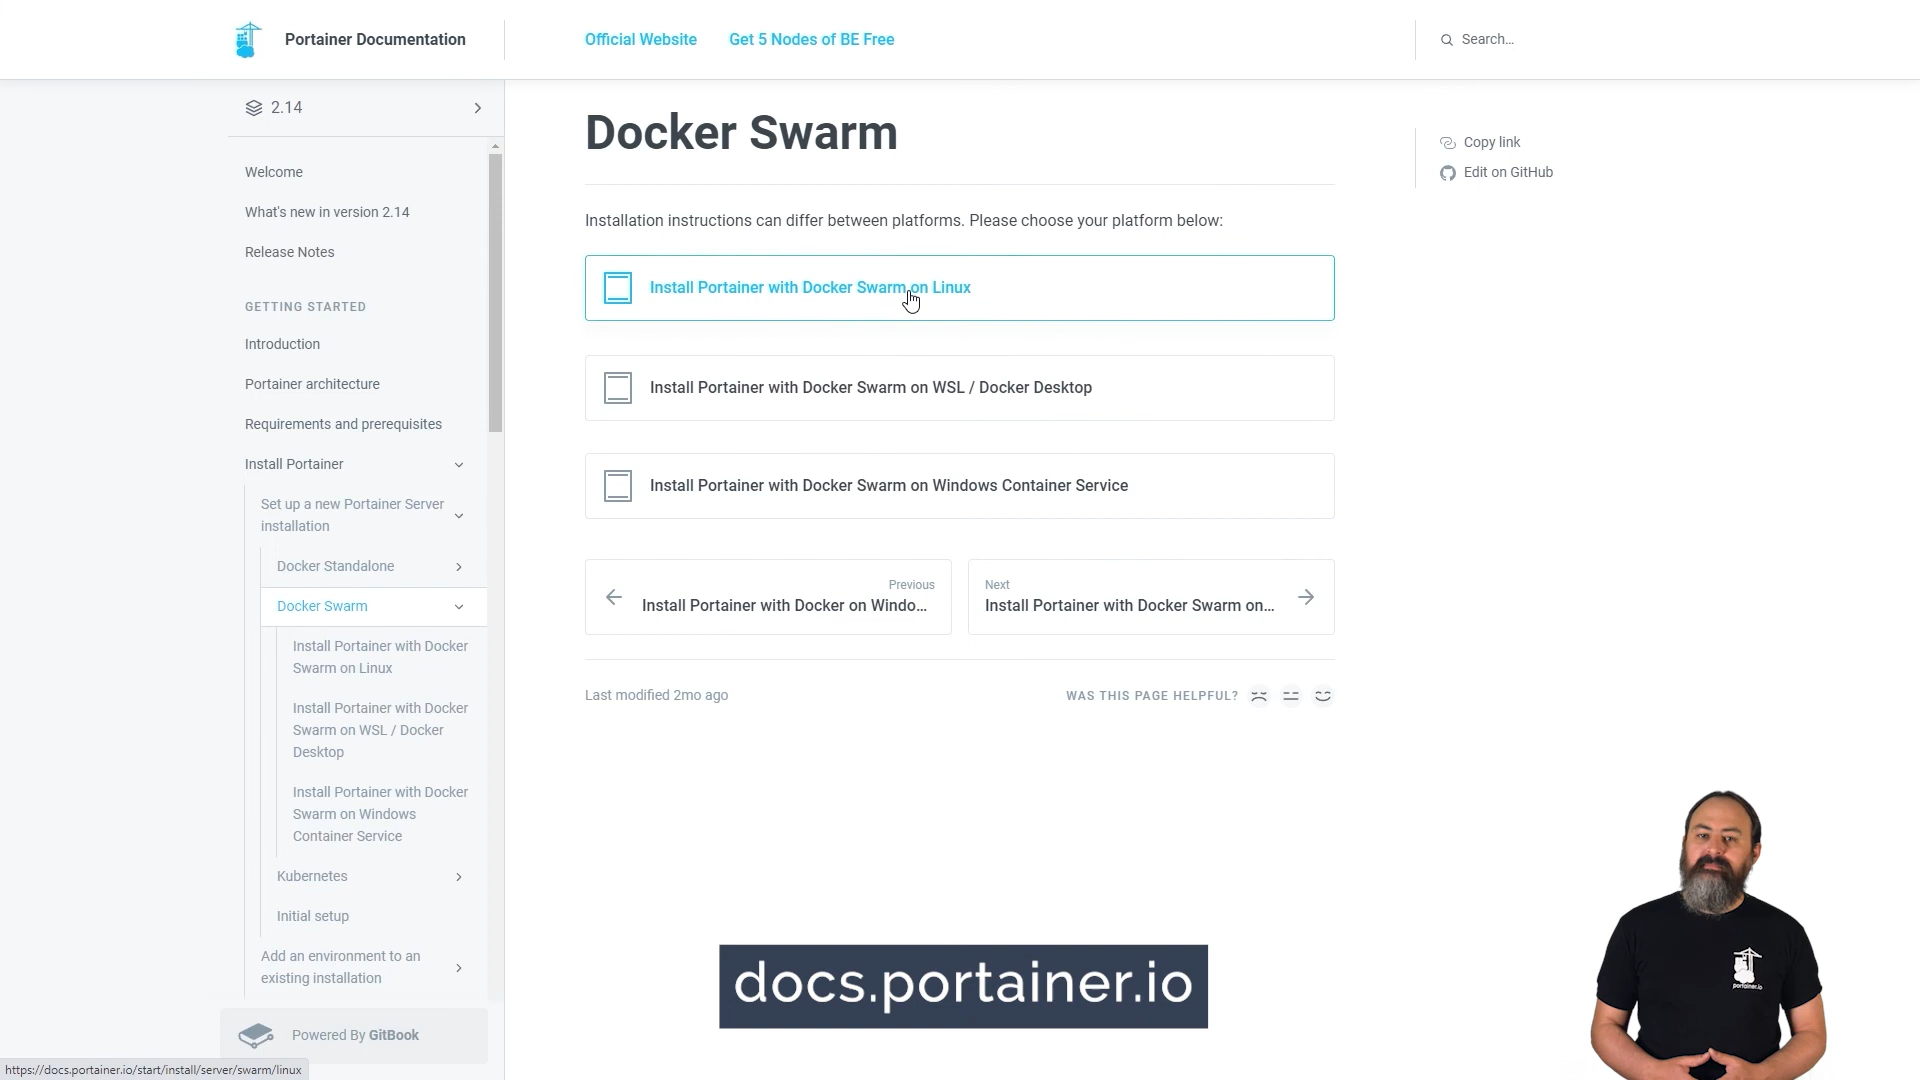 Portainer Documentation
Official Website
Get 5 Nodes of BE Free
Search...
2.14
Welcome
What's new in version 2.14
Release Notes
GETTING STARTED
Introduction
Portainer architecture
Requirements and prerequisites
Install Portainer
Set up a new Portainer Server
installation
Docker Standalone
Docker Swarm
Install Portainer with Docker
Swarm on Linux
Install Portainer with Docker
Swarm on WSL / Docker
Desktop
Install Portainer with Docker
Swarm on Windows
Container Service
Kubernetes
Initial setup
Add an environment to an
existing installation
Powered By GitBook
https://docs.portainer.io/start/install/server/swarm/linux
Docker Swarm
Installation instructions can differ between platforms. Please choose your platform below:
Install Portainer with Docker Swarm on Linux
Install Portainer with Docker Swarm on WSL / Docker Desktop
Install Portainer with Docker Swarm on Windows Container Service
Previous
Install Portainer with Docker on Windo...
Next
Install Portainer with Docker Swarm on...
Last modified 2mo ago
WAS THIS PAGE HELPFUL?
Copy link
Edit on GitHub
docs.portainer.io
portainer.io